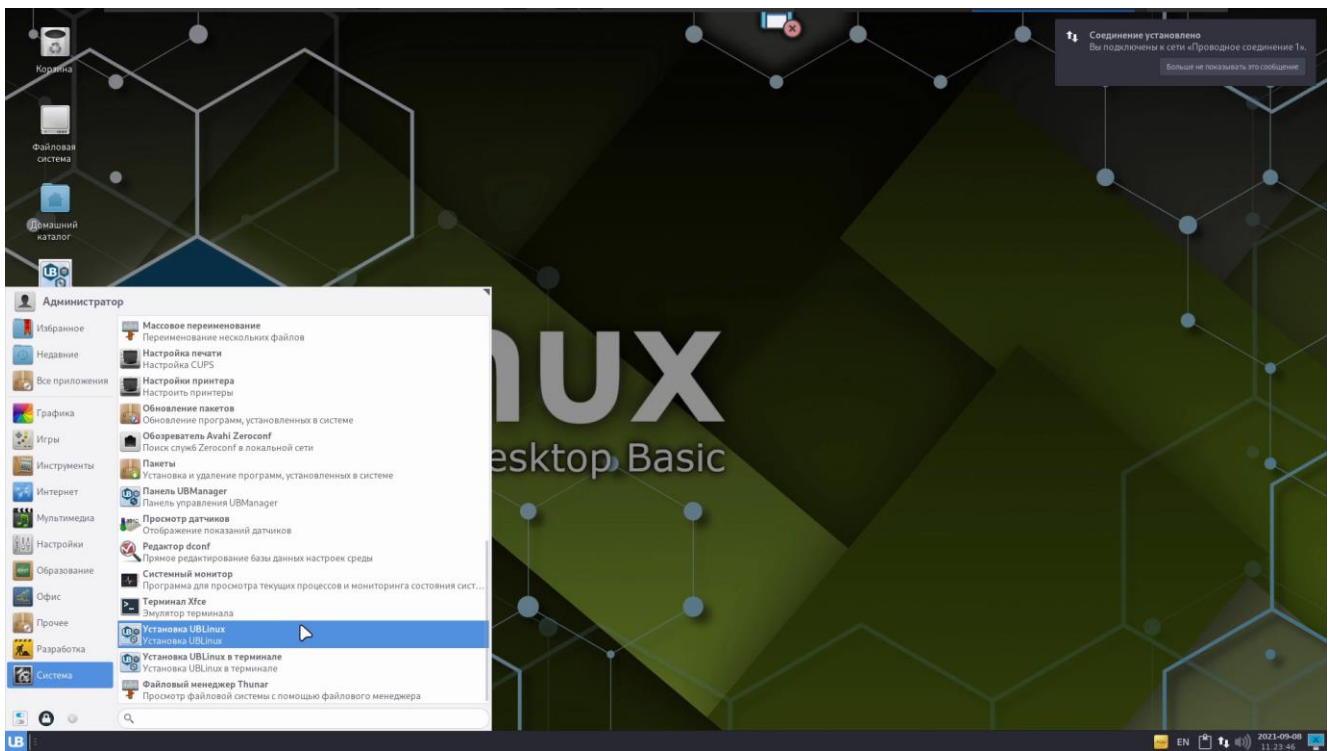 Корзина
Файловая
система
Домашний
каталог
Соединение установлено
Вы подключены к сети «Проводное соединение 1».
Больше не показывать это сообщение
nux
esktop Basic
Администратор
Избранное
Недавние
Все приложения
Графика
Игры
Инструменты
Интернет
Мультимедиа
Настройки
Образование
Офис
Прочее
Разработка
Система
Массовое переименование
Переименование нескольких файлов
Настройка печати
Настройка CUPS
Настройки принтера
Настроить принтеры
Обновление пакетов
Обновление программ, установленных в системе
Обозреватель Avahi Zeroconf
Поиск служб Zeroconf в локальной сети
Пакеты
Установка и удаление программ, установленных в системе
Панель UBManager
Панель управления UBManager
Просмотр датчиков
Отображение показаний датчиков
Редактор dconf
Прямое редактирование базы данных настроек среды
Системный монитор
Программа для просмотра текущих процессов и мониторинга состояния сист...
Терминал Xfce
Эмулятор терминала
Установка UBLinux
Установка UBLinux
Установка UBLinux в терминале
Установка UBLinux в терминале
Файловый менеджер Thunar
Просмотр файловой системы с помощью файлового менеджера
UB
EN
2021-09-08
11:23:46